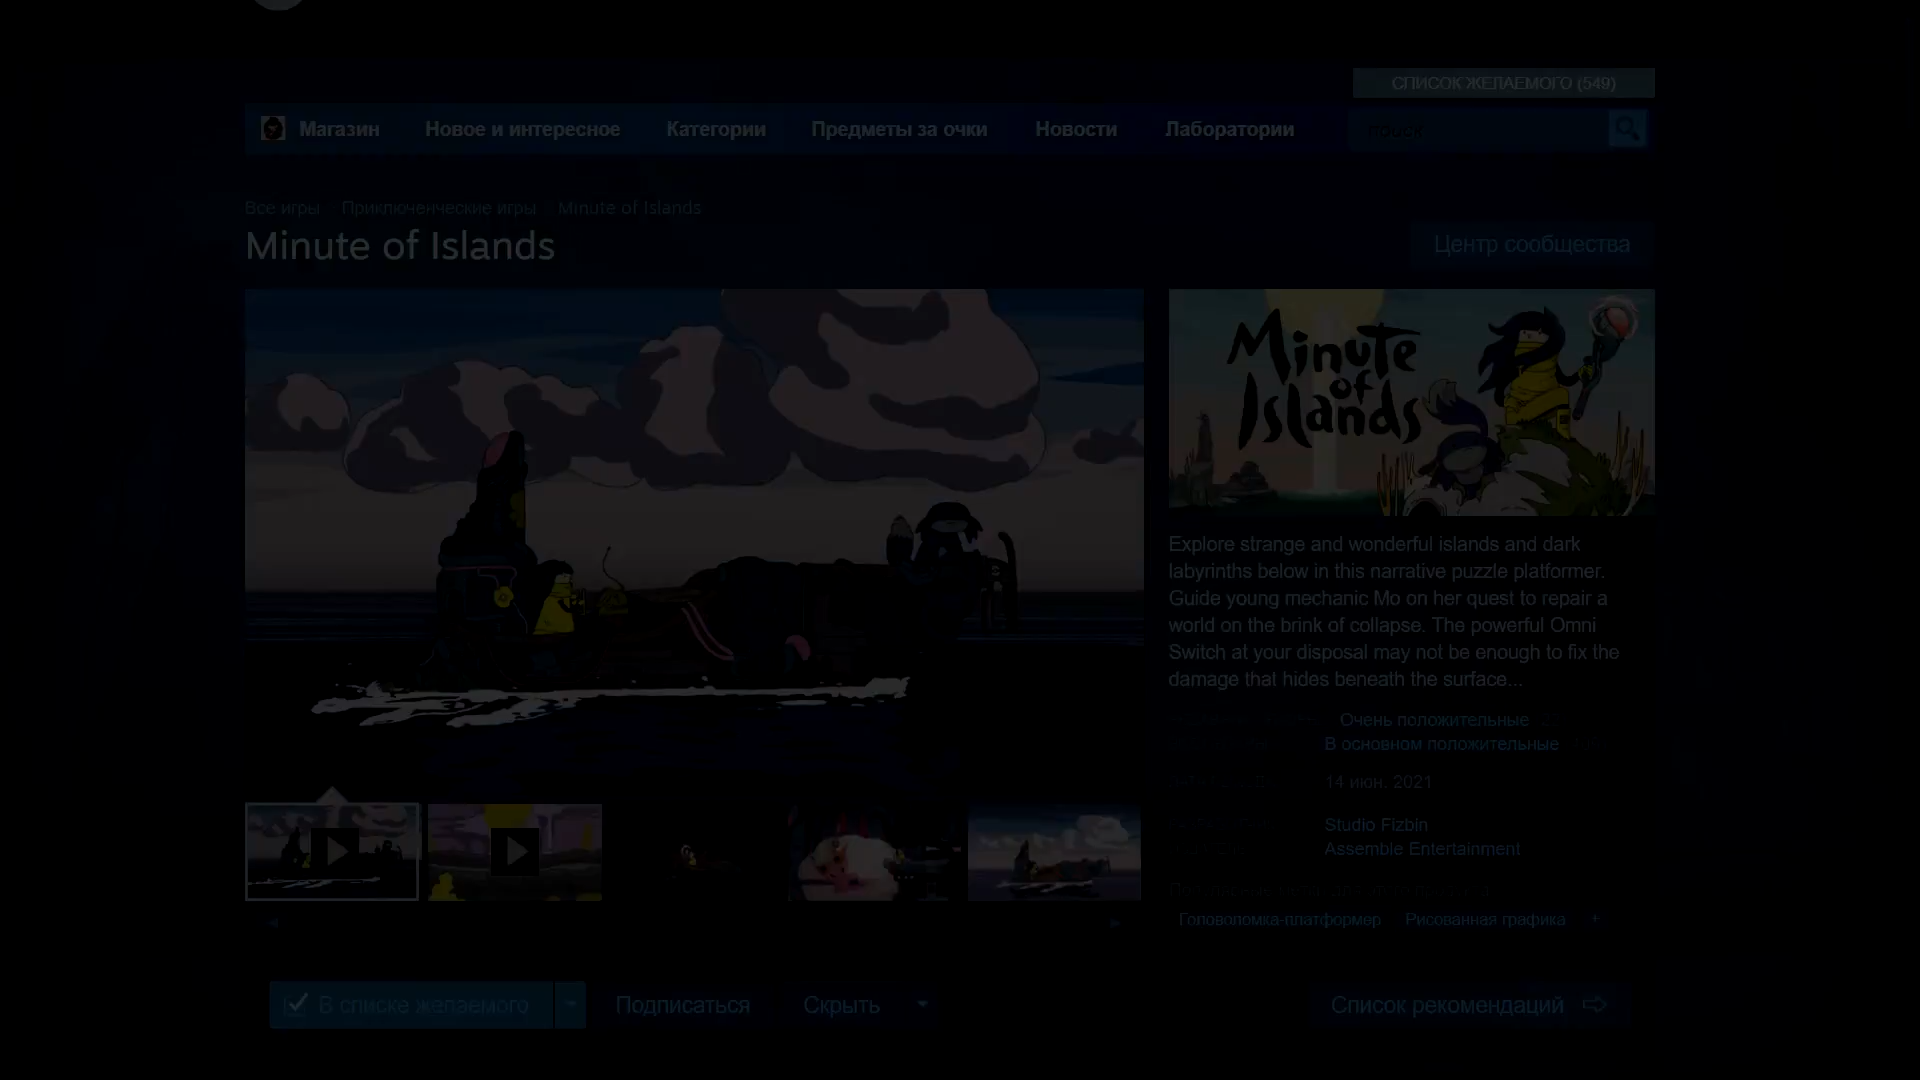 СПИСОК ЖЕЛАЕМОГО (549)
Магазин Новое и интересное Категории Предметы за очки Новости Лаборатории поиск
Все игры > Приключенческие игры > Minute of Islands
Minute of Islands
Центр сообщества
Minute
of
Islands
Explore strange and wonderful islands and dark
labyrinths below in this narrative puzzle platformer.
Guide young mechanic Mo on her quest to repair a
world on the brink of collapse. The powerful Omni
Switch at your disposal may not be enough to fix the
damage that hides beneath the surface...
Очень положительные
В основном положительные
14 июн. 2021
Studio Fizbin
Assemble Entertainment
Головоломка-платформер Рисованная графика +
В списке желаемого Подписаться Скрыть Список рекомендаций